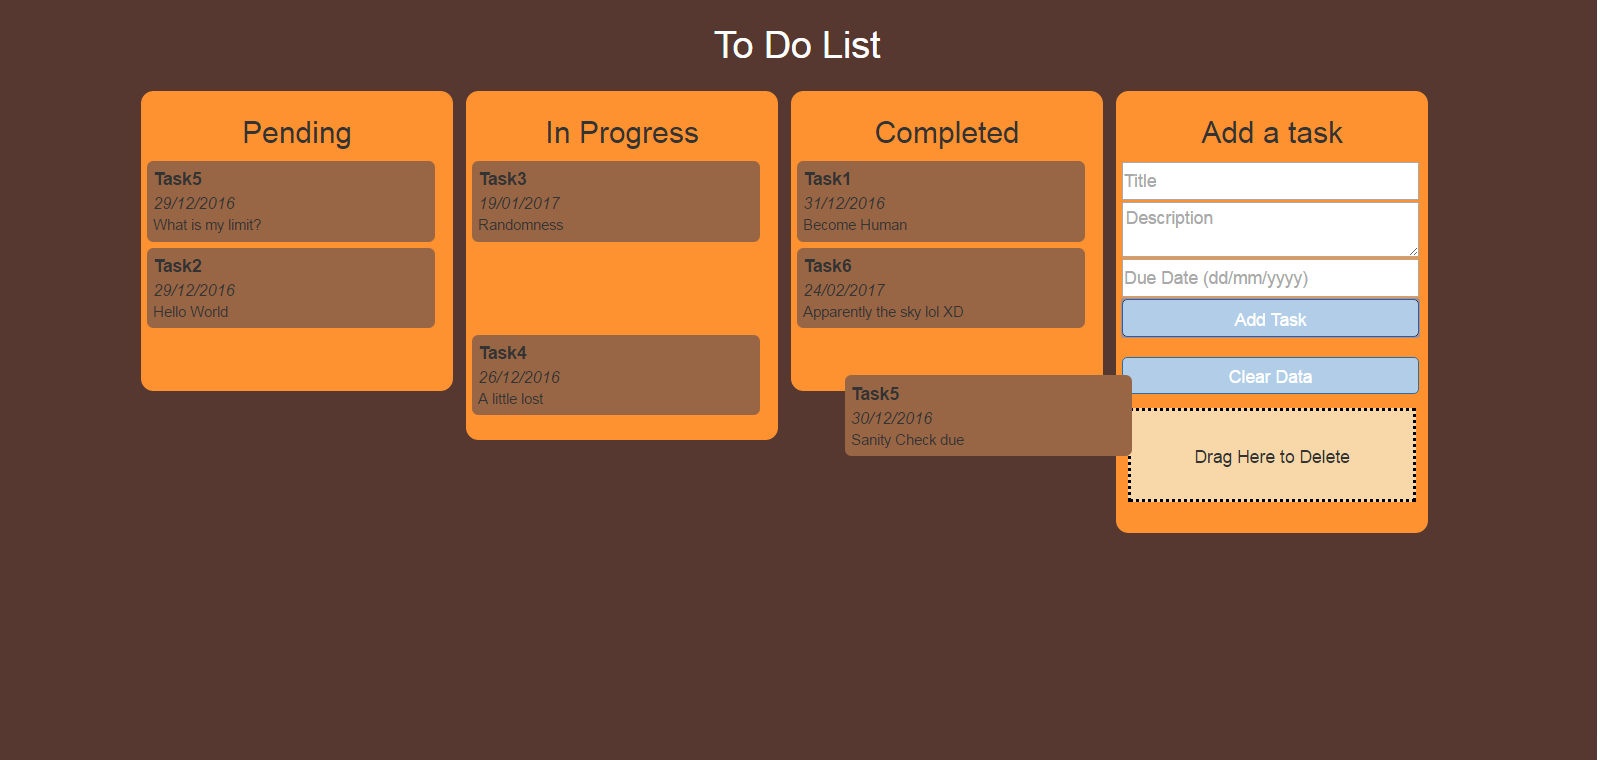 To Do List
Pending
Task5
29/12/2016
What is my limit?
Task2
29/12/2016
Hello World
In Progress
Task3
19/01/2017
Randomness
Task4
26/12/2016
A little lost
Completed
Task1
31/12/2016
Become Human
Task6
24/02/2017
Apparently the sky lol XD
Task5
30/12/2016
Sanity Check due
Add a task
Title
Description
Due Date (dd/mm/yyyy)
Add Task
Clear Data
Drag Here to Delete